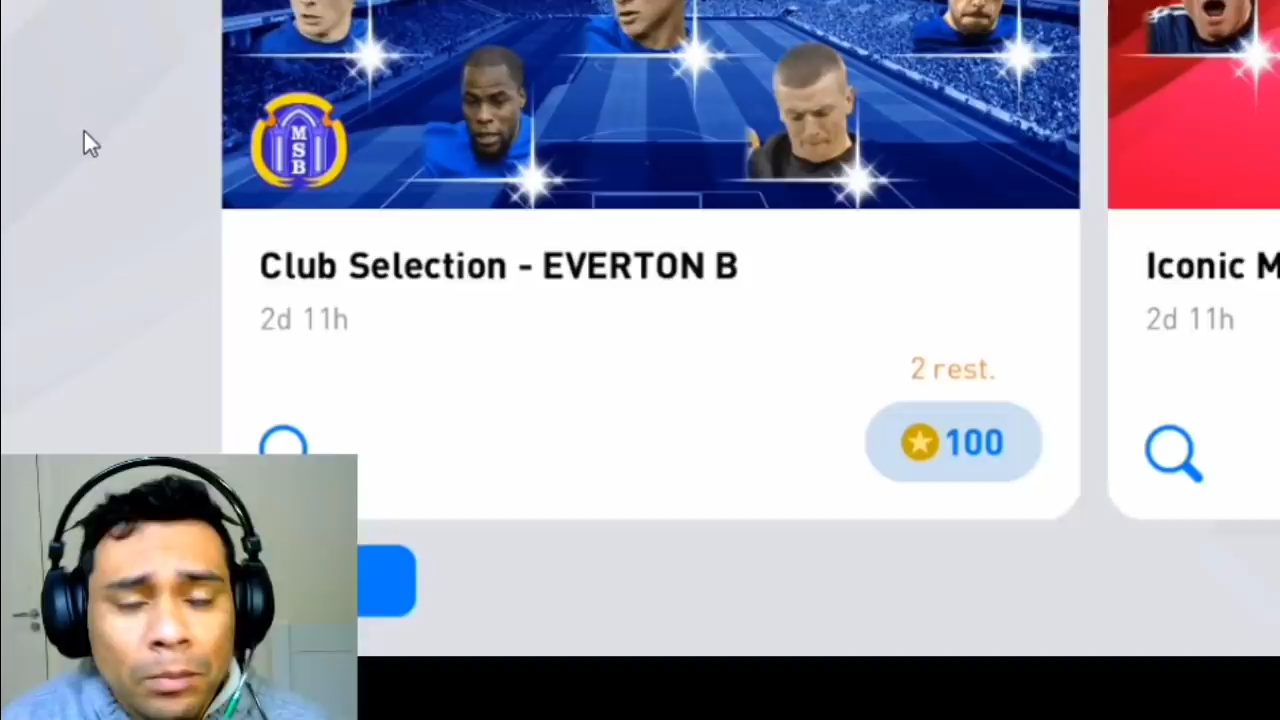 MSB
Club Selection - EVERTON B
2d 11h
2 rest.
100
Iconic M
2d 11h